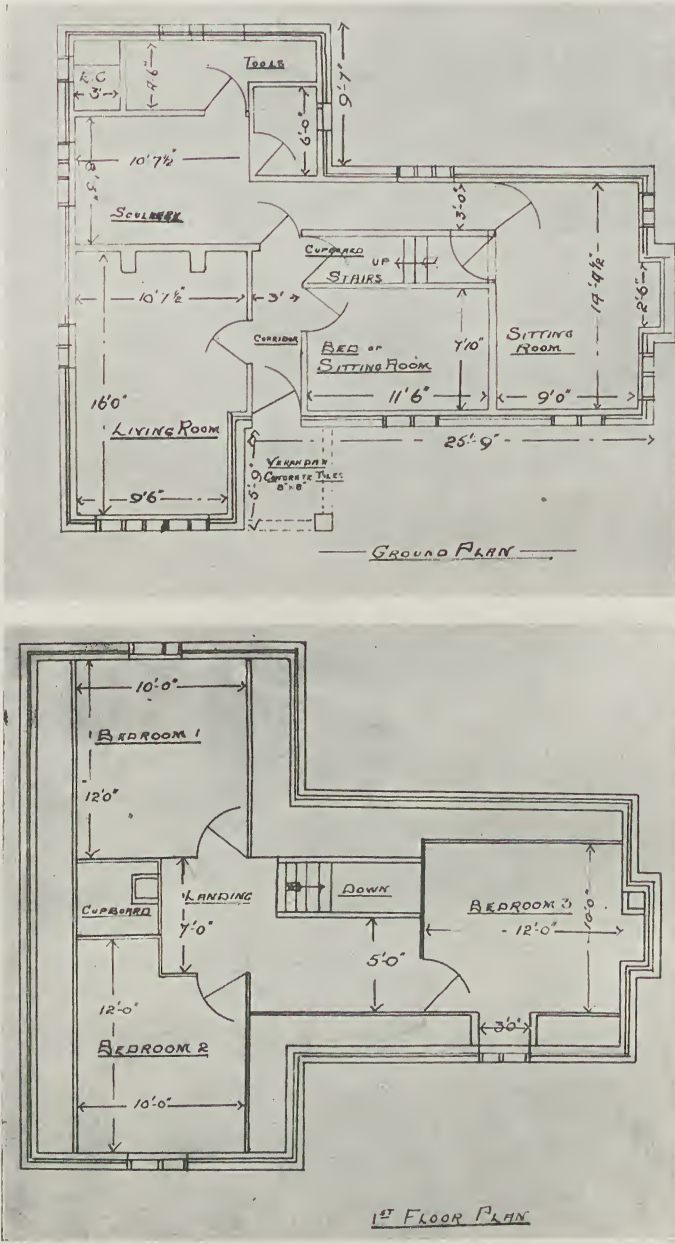 TOOLS
E.C
3'
4'6"
9'-7"
6'-0"
10'7½"
8'3"
SCULLERY
3'-0"
CUPBOARD
UP
STAIRS
14'-4½"
2'6"
10'7½"
3'
CORRIDOR
BED or
SITTING ROOM
7'10"
SITTING
ROOM
16'0"
11'6"
9'0"
LIVING ROOM
25'-9"
VERANDAH
CONCRETE TILES
8"x8"
9'6"
GROUND PLAN
10'-0"
BEDROOM 1
12'0"
CUPBOARD
LANDING
7'-0"
DOWN
BEDROOM 3
12'-0"
10'-0"
5'-0"
12'-0"
BEDROOM 2
3'0"
10'-0"
1ST FLOOR PLAN